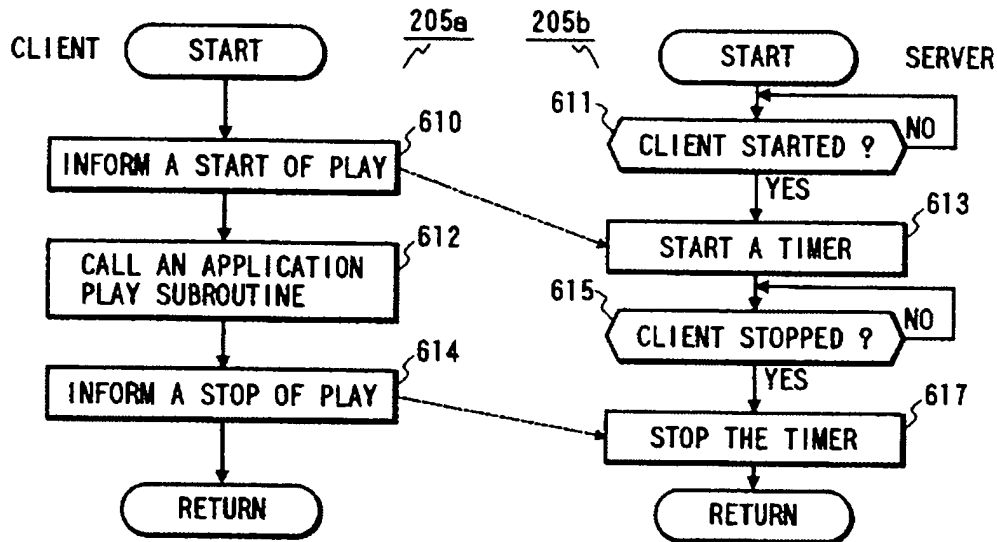 CLIENT
START
205a
610
INFORM A START OF PLAY
612
CALL AN APPLICATION
PLAY SUBROUTINE
614
INFORM A STOP OF PLAY
RETURN
205b
START
SERVER
611
CLIENT STARTED ?
NO
YES
613
START A TIMER
615
CLIENT STOPPED ?
NO
YES
617
STOP THE TIMER
RETURN